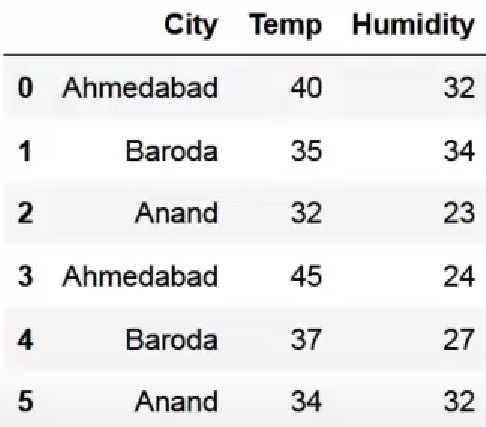 City Temp Humidity
0 Ahmedabad 40 32
1 Baroda 35 34
2 Anand 32 23
3 Ahmedabad 45 24
4 Baroda 37 27
5 Anand 34 32